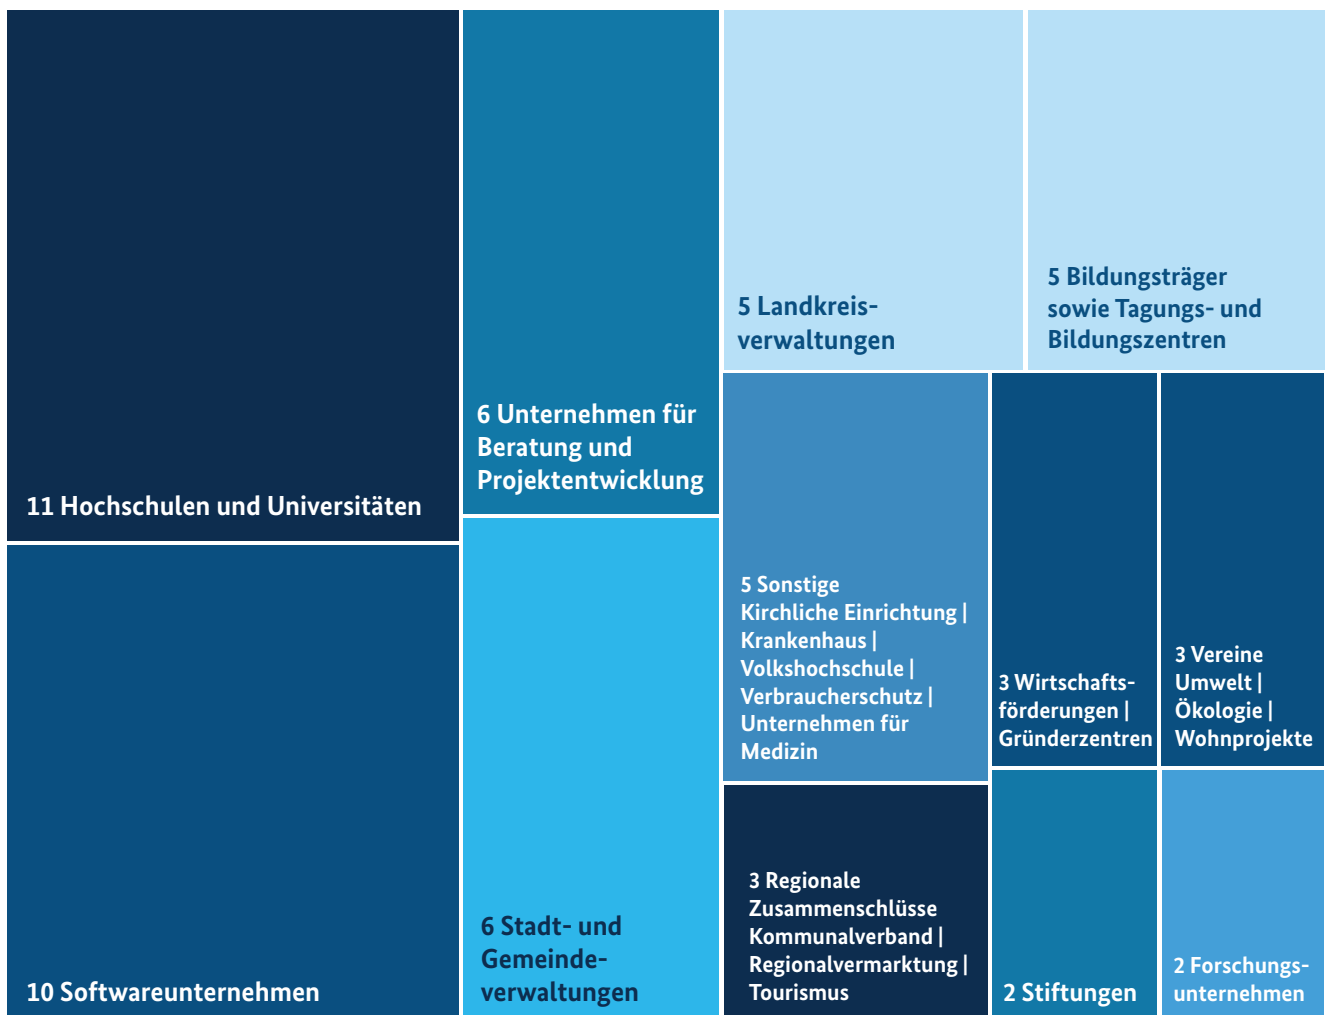 11 Hochschulen und Universitäten
10 Softwareunternehmen
6 Unternehmen für
Beratung und
Projektentwicklung
6 Stadt- und
Gemeinde-
verwaltungen
5 Landkreis-
verwaltungen
5 Bildungsträger
sowie Tagungs- und
Bildungszentren
5 Sonstige
Kirchliche Einrichtung |
Krankenhaus |
Volkshochschule |
Verbraucherschutz |
Unternehmen für
Medizin
3 Regionale
Zusammenschlüsse
Kommunalverband |
Regionalvermarktung |
Tourismus
3 Wirtschafts-
förderungen |
Gründerzentren
3 Vereine
Umwelt |
Ökologie |
Wohnprojekte
2 Stiftungen
2 Forschungs-
unternehmen